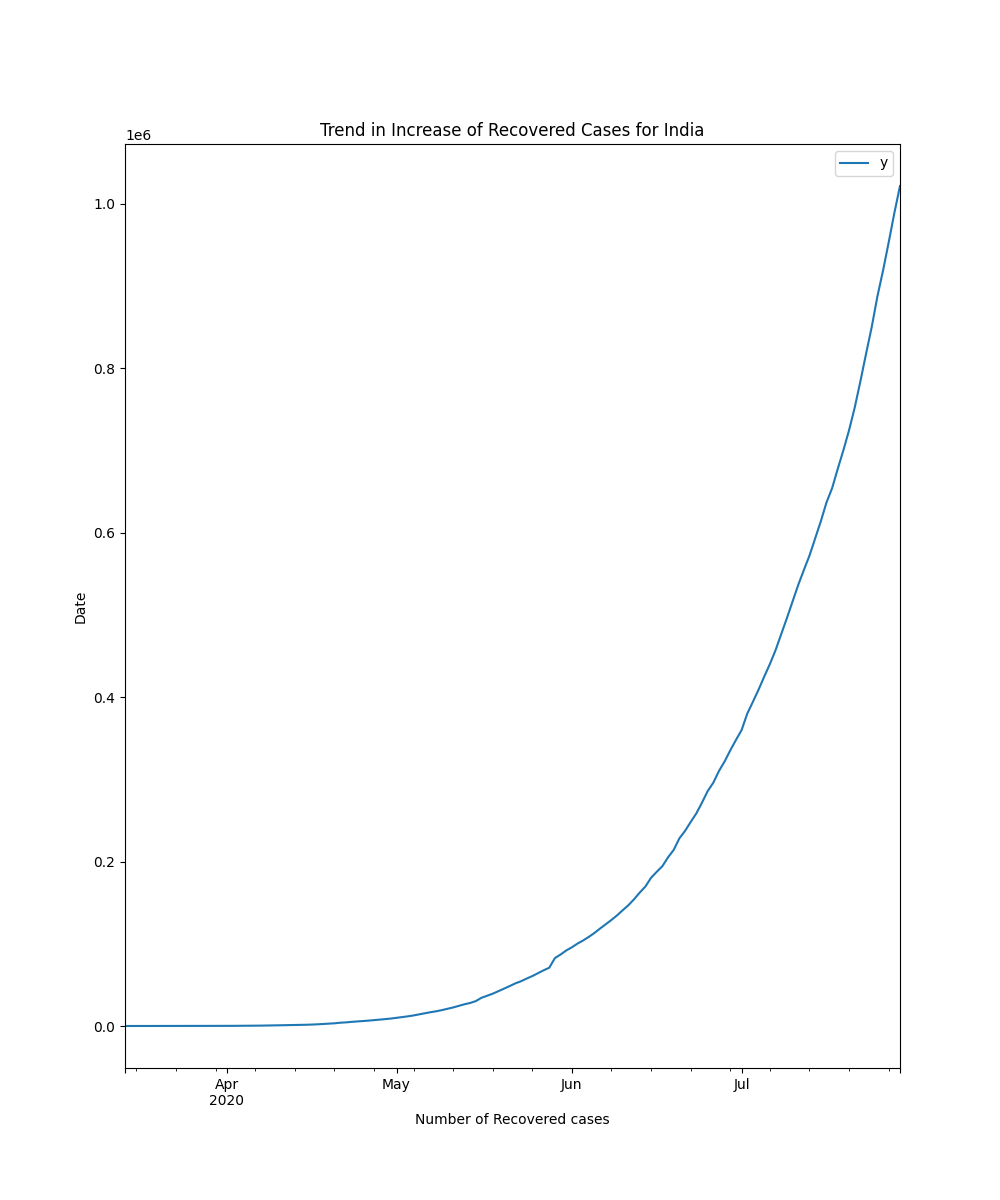 Trend in Increase of Recovered Cases for India
1e6
y
1.0
0.8
0.6
0.4
0.2
0.0
Date
Apr May Jun Jul
2020
Number of Recovered cases